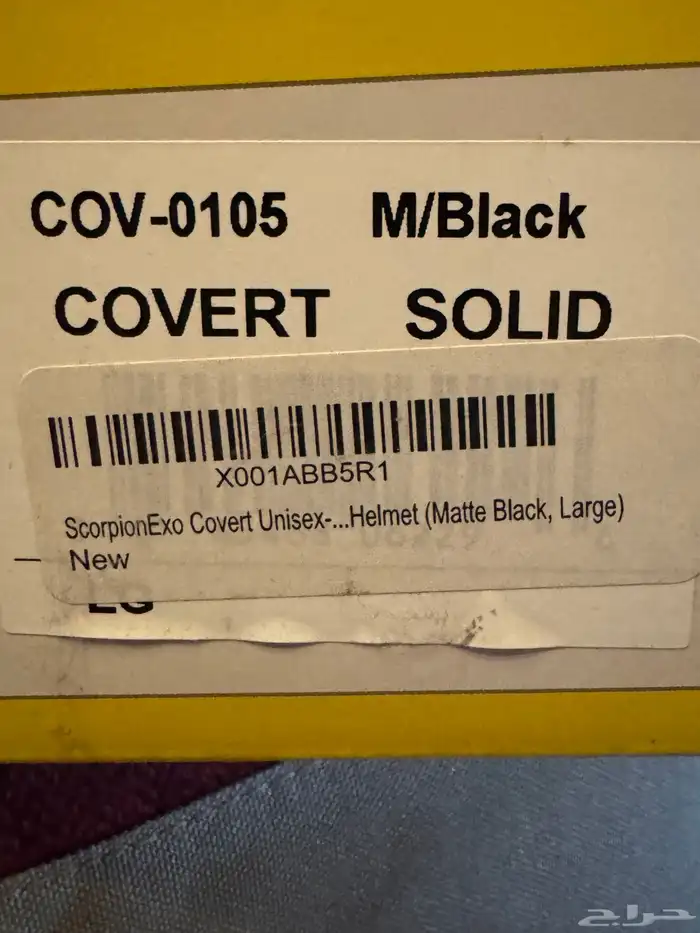 COV-0105 M/Black
COVERT SOLID
X001ABB5R1
ScorpionExo Covert Unisex-...Helmet (Matte Black, Large)
New
LG
حراج